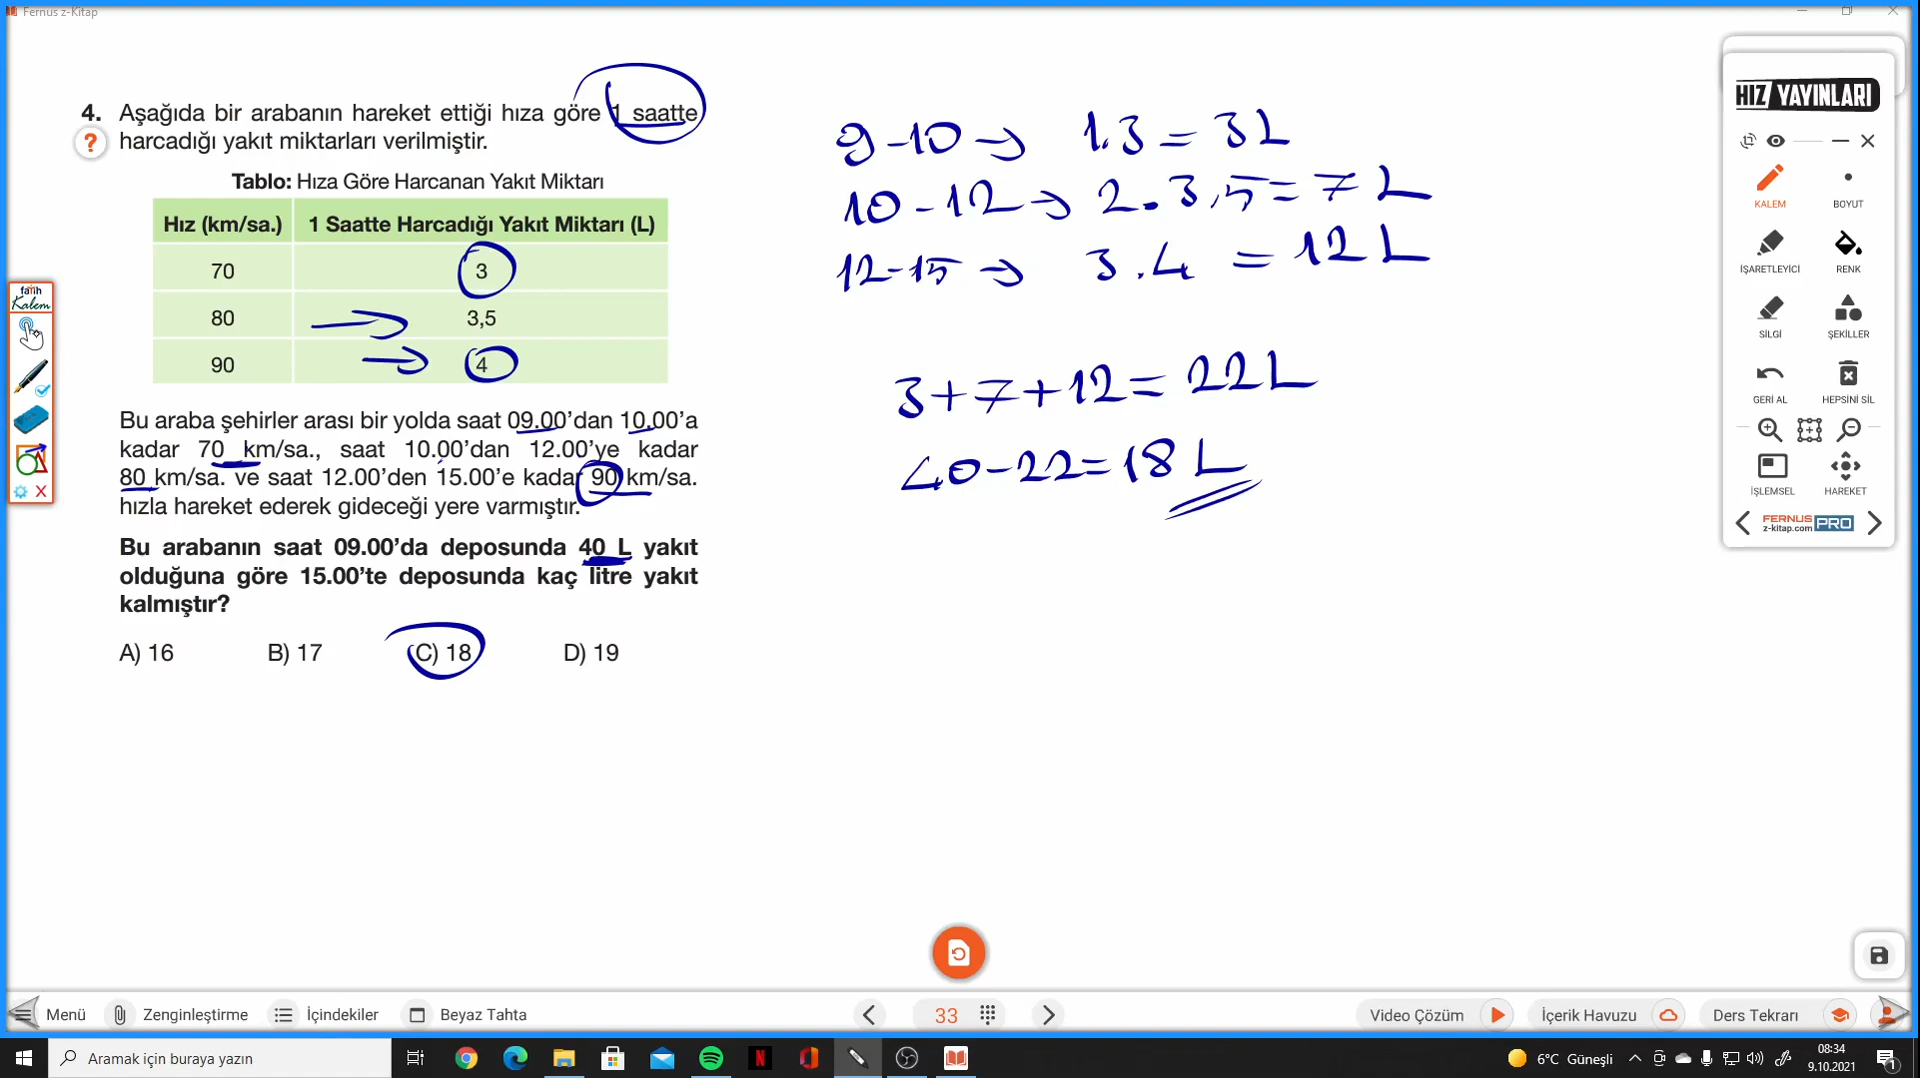 Fernus z-Kitap
4. Aşağıda bir arabanın hareket ettiği hıza göre 1 saatte
? harcadığı yakıt miktarları verilmiştir.
Tablo: Hıza Göre Harcanan Yakıt Miktarı
Hız (km/sa.) 1 Saatte Harcadığı Yakıt Miktarı (L)
70 3
80 3,5
90 4
Bu araba şehirler arası bir yolda saat 09.00'dan 10.00'a
kadar 70 km/sa., saat 10.00'dan 12.00'ye kadar
80 km/sa. ve saat 12.00'den 15.00'e kadar 90 km/sa.
hızla hareket ederek gideceği yere varmıştır.
Bu arabanın saat 09.00'da deposunda 40 L yakıt
olduğuna göre 15.00'te deposunda kaç litre yakıt
kalmıştır?
A) 16 B) 17 C) 18 D) 19
9-10 → 1.3 = 3L
10-12 → 2.3,5 = 7 L
12-15 → 3.4 = 12 L
3+7+12=22L
40-22=18 L
fatih
Kalem
X
HIZ YAYINLARI
KALEM BOYUT
İŞARETLEYİCİ RENK
SİLGİ ŞEKİLLER
GERİ AL HEPSİNİ SİL
İŞLEMSEL HAREKET
FERNUS
z-kitap.com PRO
Menü Zenginleştirme İçindekiler Beyaz Tahta 33 Video Çözüm İçerik Havuzu Ders Tekrarı
Aramak için buraya yazın
6°C Güneşli
08:34
9.10.2021
1